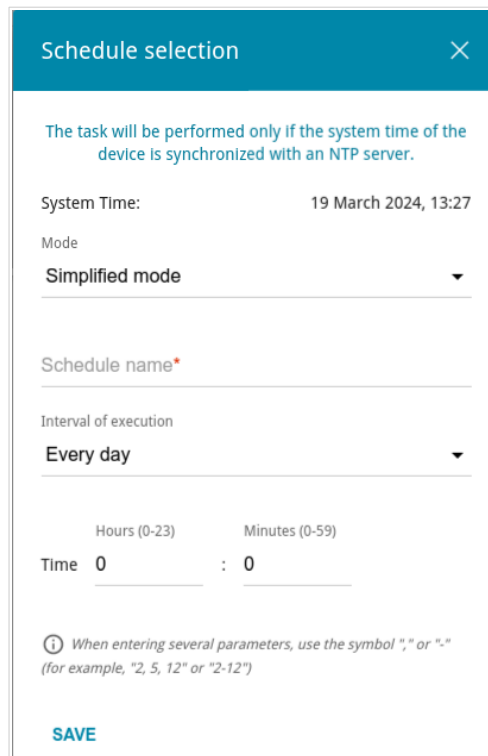 Schedule selection
The task will be performed only if the system time of the
device is synchronized with an NTP server.
System Time: 19 March 2024, 13:27
Mode
Simplified mode
Schedule name*
Interval of execution
Every day
Hours (0-23) Minutes (0-59)
Time 0 : 0
When entering several parameters, use the symbol "," or "-"
(for example, "2, 5, 12" or "2-12")
SAVE